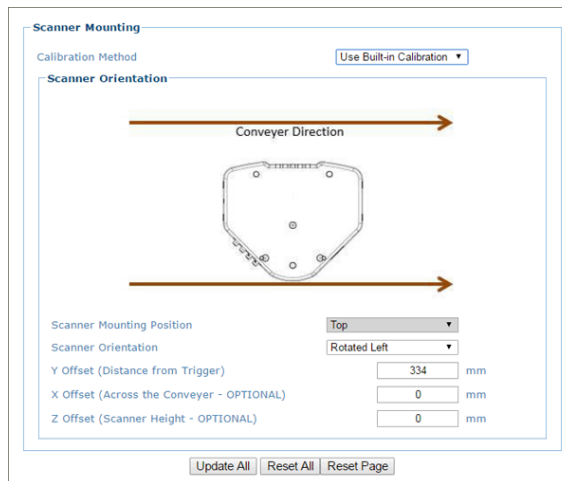 Scanner Mounting
Calibration Method Use Built-in Calibration
Scanner Orientation
Conveyer Direction
Scanner Mounting Position Top
Scanner Orientation Rotated Left
Y Offset (Distance from Trigger) 334 mm
X Offset (Across the Conveyer - OPTIONAL) 0 mm
Z Offset (Scanner Height - OPTIONAL) 0 mm
Update All Reset All Reset Page